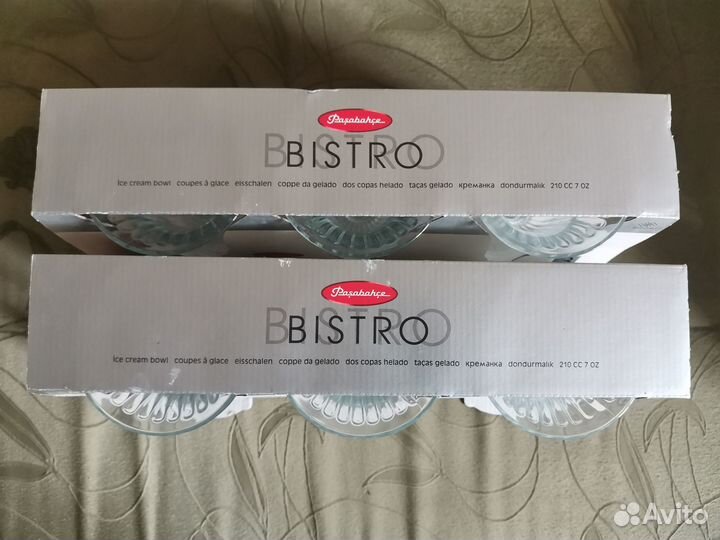 Paşabahçe
BISTRO
Ice cream bowl coupes à glace eisschalen coppe da gelado dos copas helado taças gelado креманка dondurmalık 210 CC 7 OZ
Paşabahçe
BISTRO
Ice cream bowl coupes à glace eisschalen coppe da gelado dos copas helado taças gelado креманка dondurmalık 210 CC 7 OZ
Avito